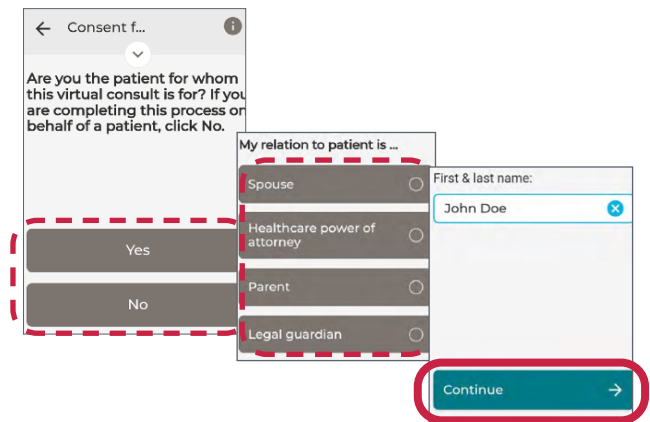 Consent f...
Are you the patient for whom
this virtual consult is for? If you
are completing this process on
behalf of a patient, click No.
Yes
No
My relation to patient is ...
Spouse
Healthcare power of
attorney
Parent
Legal guardian
First & last name:
John Doe
Continue